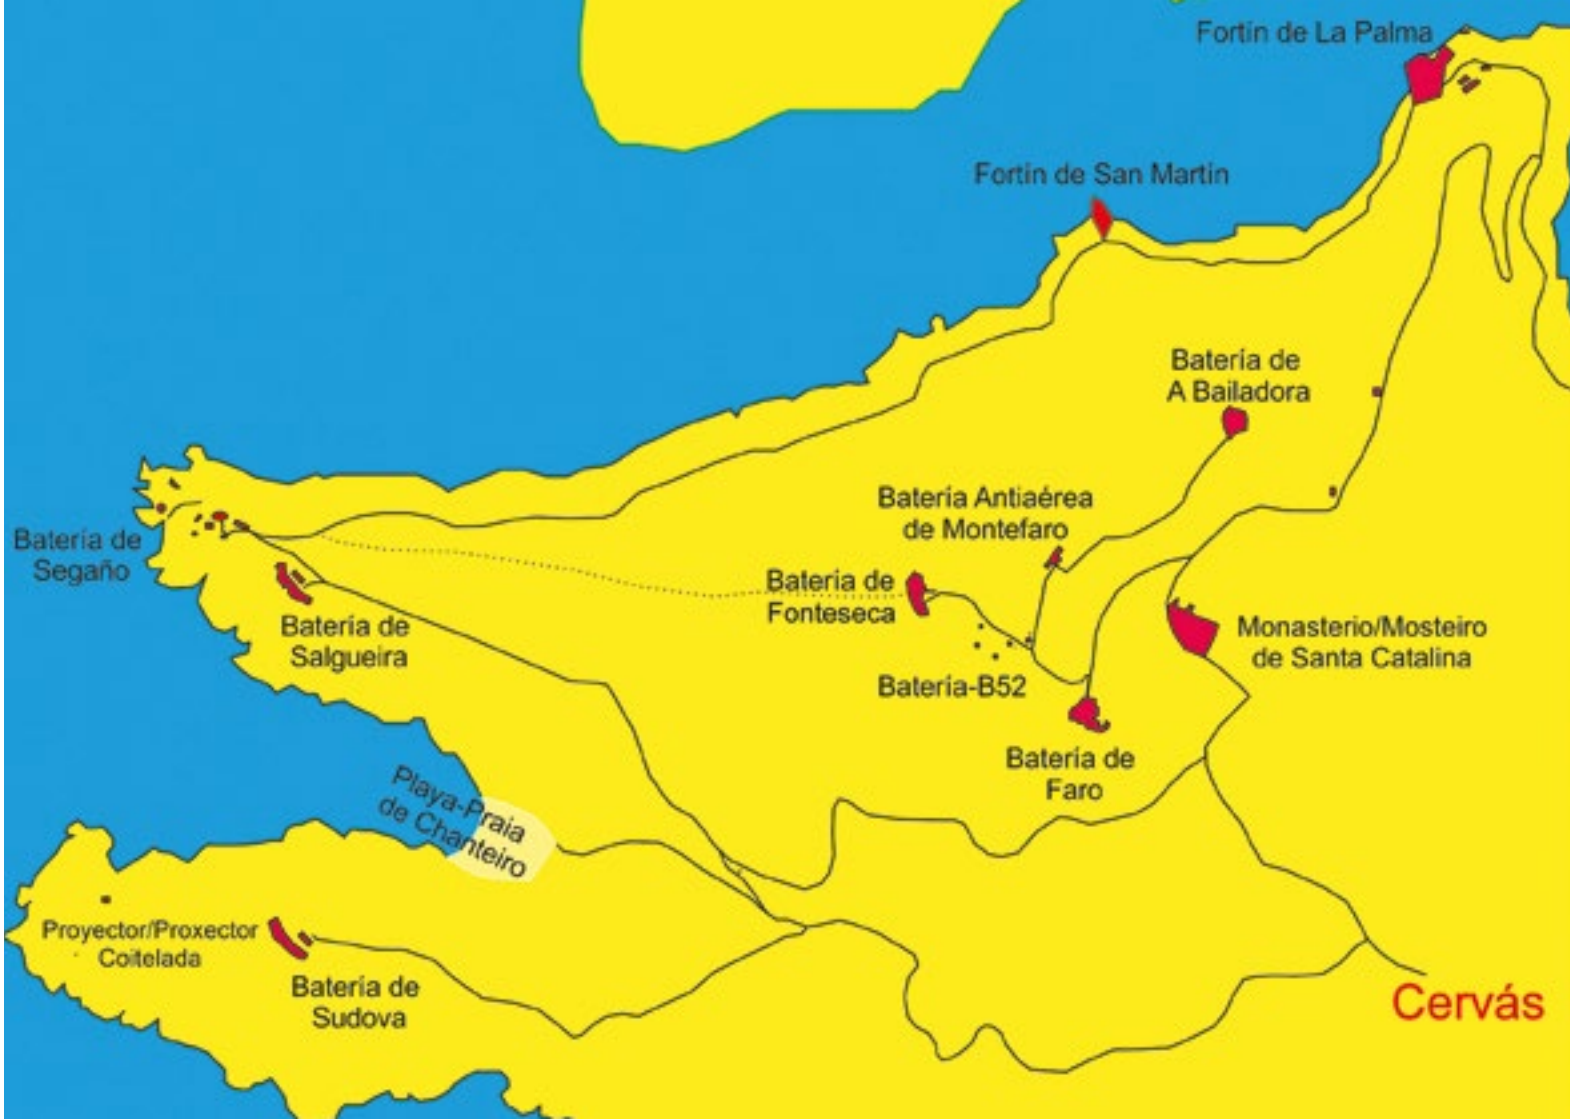 Fortín de La Palma
Fortín de San Martín
Batería de
A Bailadora
Batería Antiaérea
de Montefaro
Batería de
Segaño
Batería de
Fonteseca
Batería de
Salgueira
Monasterio/Mosteiro
de Santa Catalina
Batería-B52
Batería de
Faro
Playa-Praia
de Chanteiro
Proyector/Proxector
Coitelada
Batería de
Sudova
Cervás